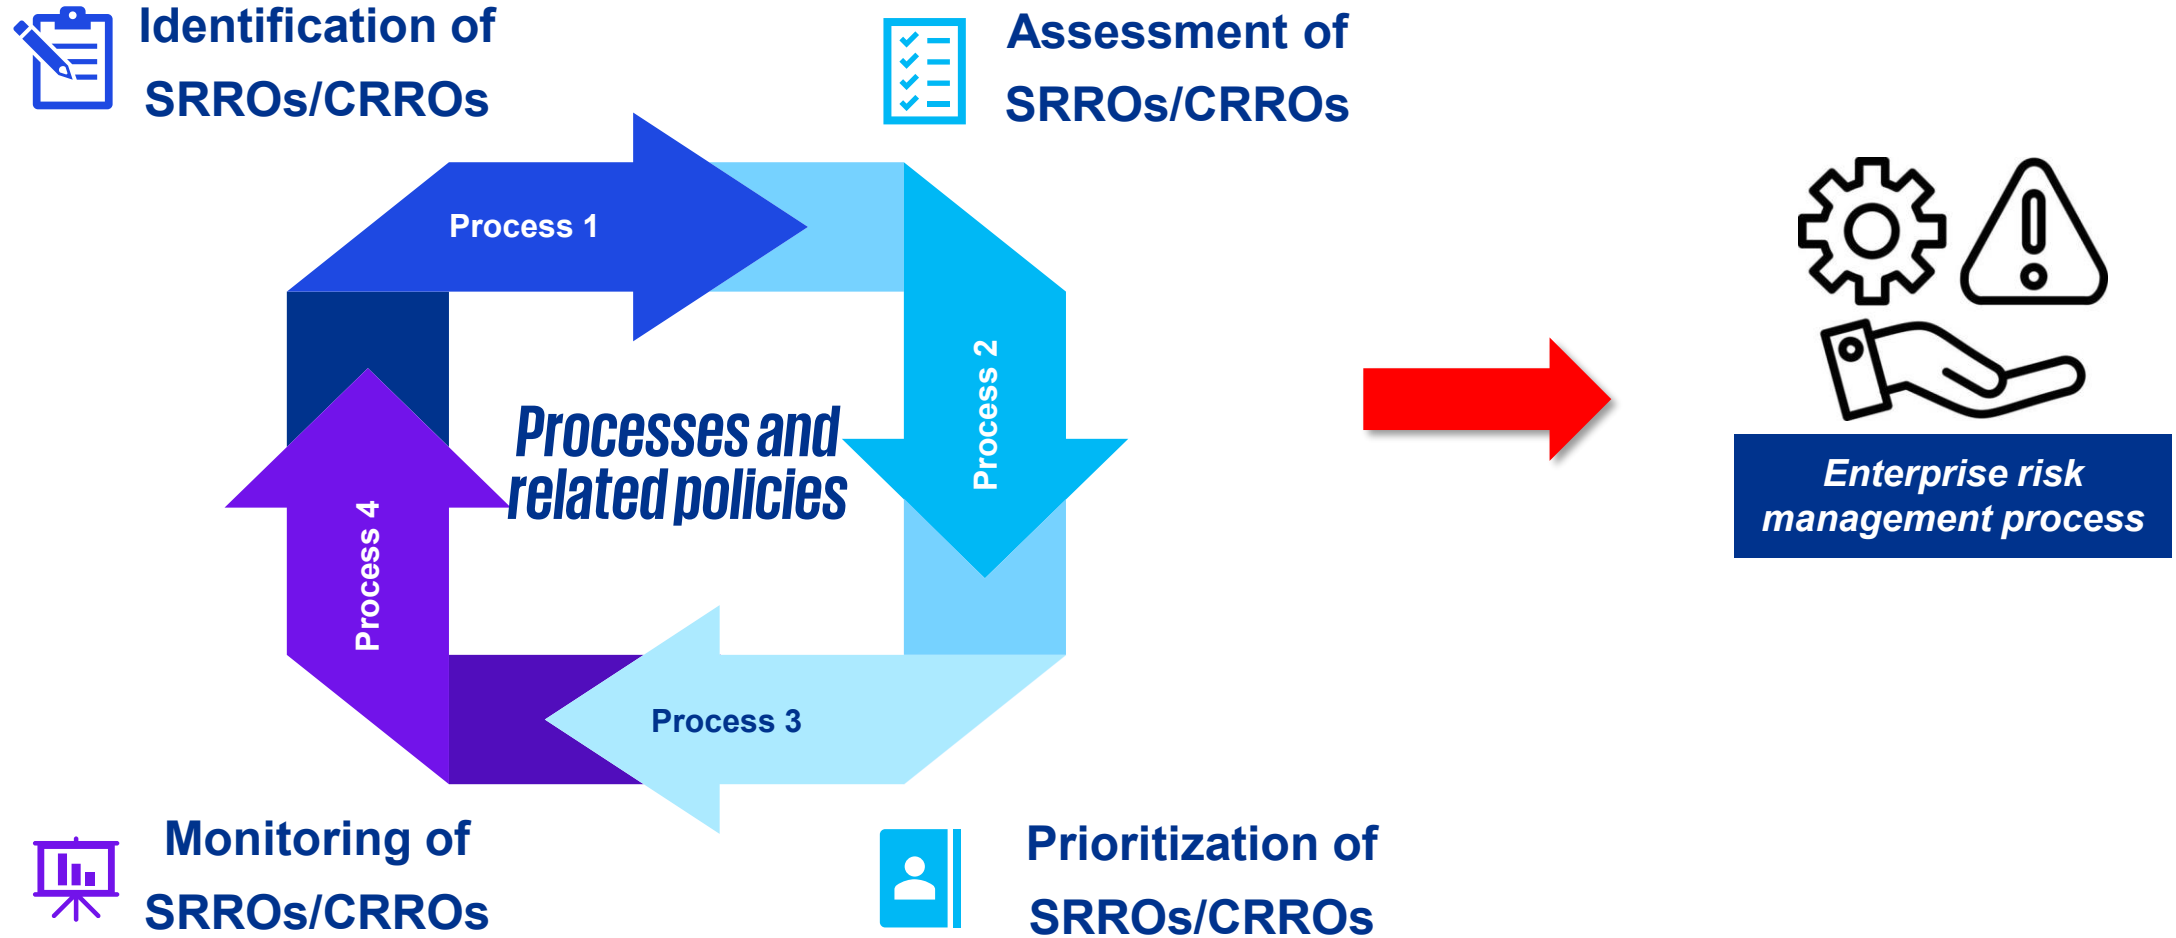 Identification of
SRROs/CRROs
Assessment of
SRROs/CRROs
Process 1
Process 2
Processes and
related policies
Process 4
Process 3
Enterprise risk
management process
Monitoring of
SRROs/CRROs
Prioritization of
SRROs/CRROs